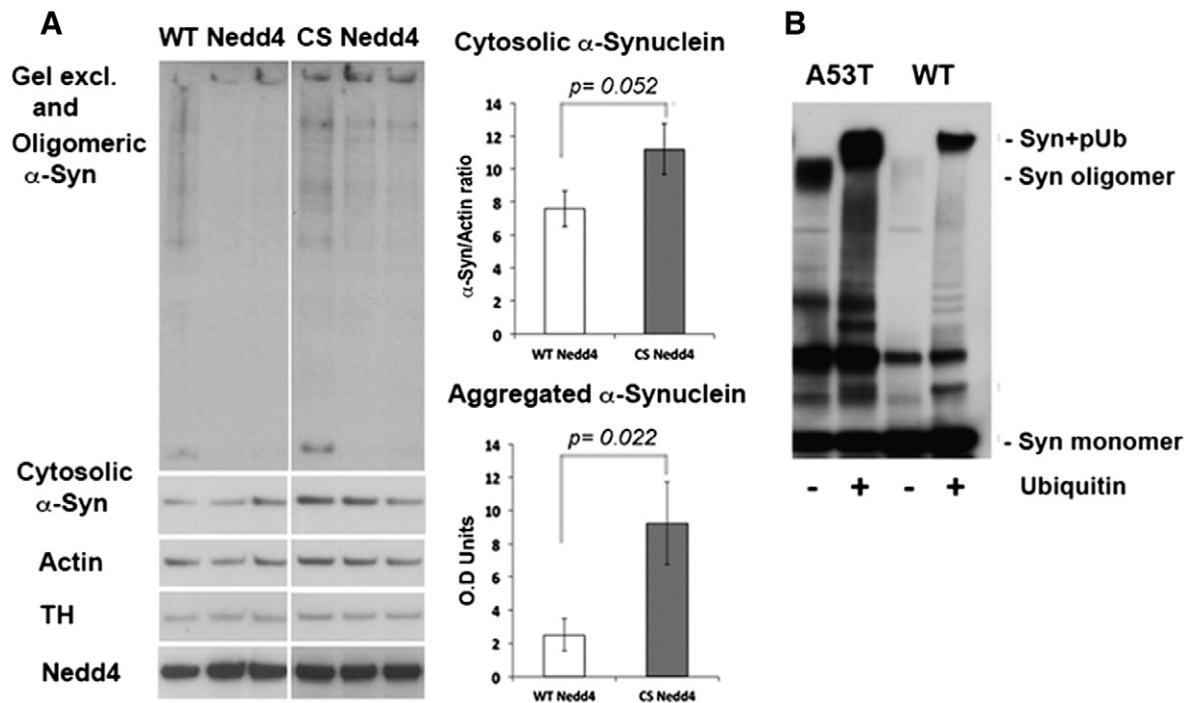 A
WT Nedd4 CS Nedd4
Gel excl.
and
Oligomeric
α-Syn
Cytosolic
α-Syn
Actin
TH
Nedd4
Cytosolic α-Synuclein
p= 0.052
α-Syn/Actin ratio
14
12
10
8
6
4
2
0
WT Nedd4 CS Nedd4
Aggregated α-Synuclein
p= 0.022
O.D Units
14
12
10
8
6
4
2
0
WT Nedd4 CS Nedd4
B
A53T WT
- Syn+pUb
- Syn oligomer
- Syn monomer
- + - + Ubiquitin